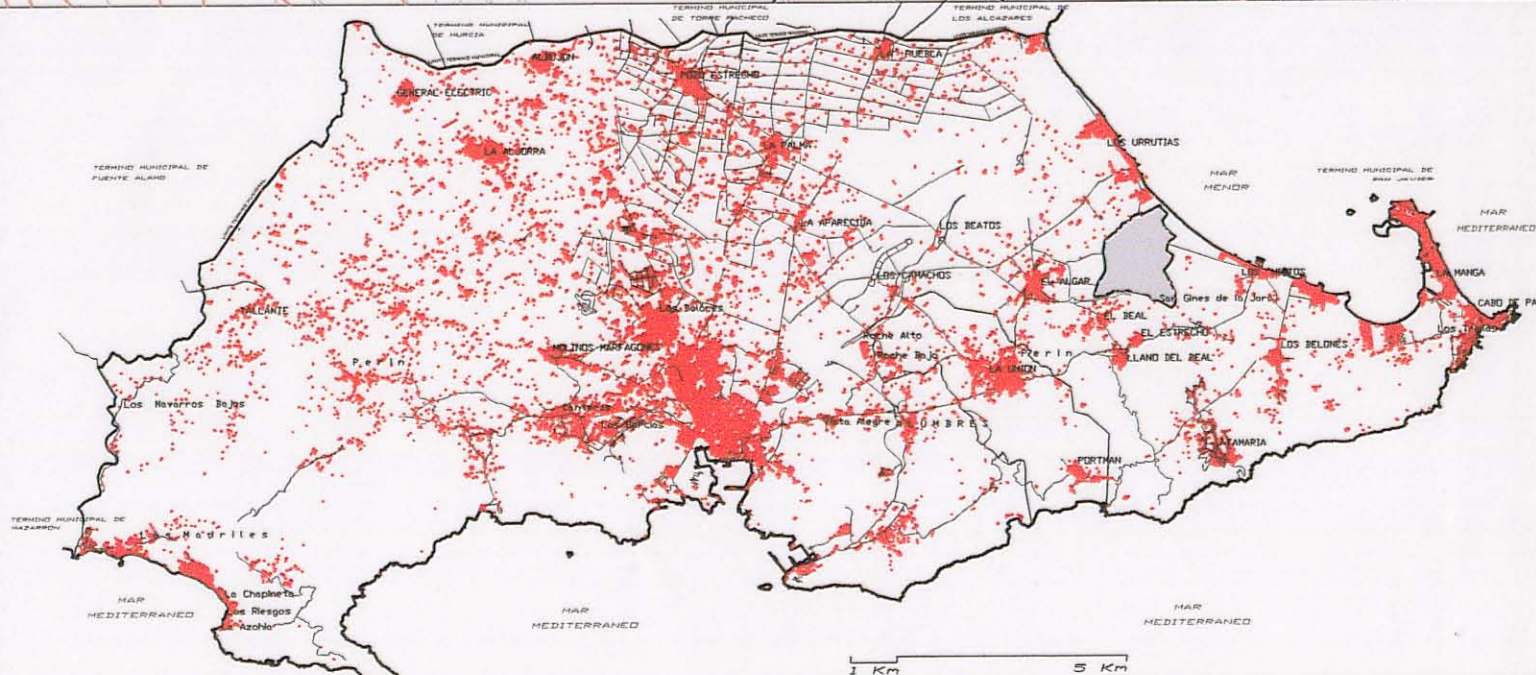 TERMINO MUNICIPAL
DE MURCIA
TERMINO MUNICIPAL
DE TORRE PACHECO
TERMINO MUNICIPAL DE
LOS ALCAZARES
ALBUJON
POZO ESTRECHO
LA PUEBLA
GENERAL ELECTRIC
LA ALJORRA
LA PALMA
LOS URRUTIAS
TERMINO MUNICIPAL DE
FUENTE ALAMO
MAR
MENOR
TERMINO MUNICIPAL DE
SAN JAVIER
MAR
MEDITERRANEO
LA APARECIDA
LOS BEATOS
LOS CAMACHOS
EL ALGAR
LA MANGA
San Gines de la Jara
CABO DE PA
TALLANTE
Los Dolores
EL BEAL
EL ESTRECHO
Roche Alto
LOS BELONES
MOLINOS MARFAGONES
Roche Bajo
Perin
LLANO DEL BEAL
Perin
LA UNION
Los Navarros Bajos
Canteras
Los Garcias
Vista Alegre
ALUMBRES
ATAMARIA
PORTMAN
TERMINO MUNICIPAL DE
MAZARRON
Los Madriles
La Chapineta
Los Riesgos
La Azohia
MAR
MEDITERRANEO
MAR
MEDITERRANEO
MAR
MEDITERRANEO
1 Km
5 Km